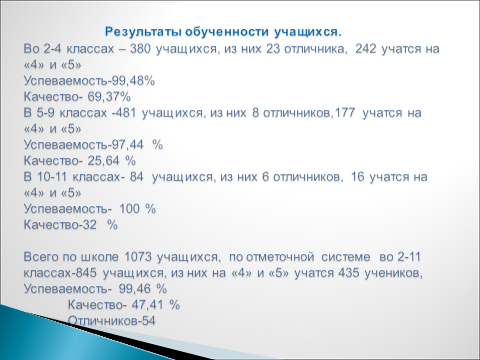 Результаты обученности учащихся.
Во 2-4 классах – 380 учащихся, из них 23 отличника, 242 учатся на
«4» и «5»
Успеваемость-99,48%
Качество- 69,37%
В 5-9 классах -481 учащихся, из них 8 отличников,177 учатся на
«4» и «5»
Успеваемость-97,44 %
Качество- 25,64 %
В 10-11 классах- 84 учащихся, из них 6 отличников, 16 учатся на
«4» и «5»
Успеваемость- 100 %
Качество-32 %
Всего по школе 1073 учащихся, по отметочной системе во 2-11
классах-845 учащихся, из них на «4» и «5» учатся 435 учеников,
Успеваемость- 99,46 %
Качество- 47,41 %
Отличников-54